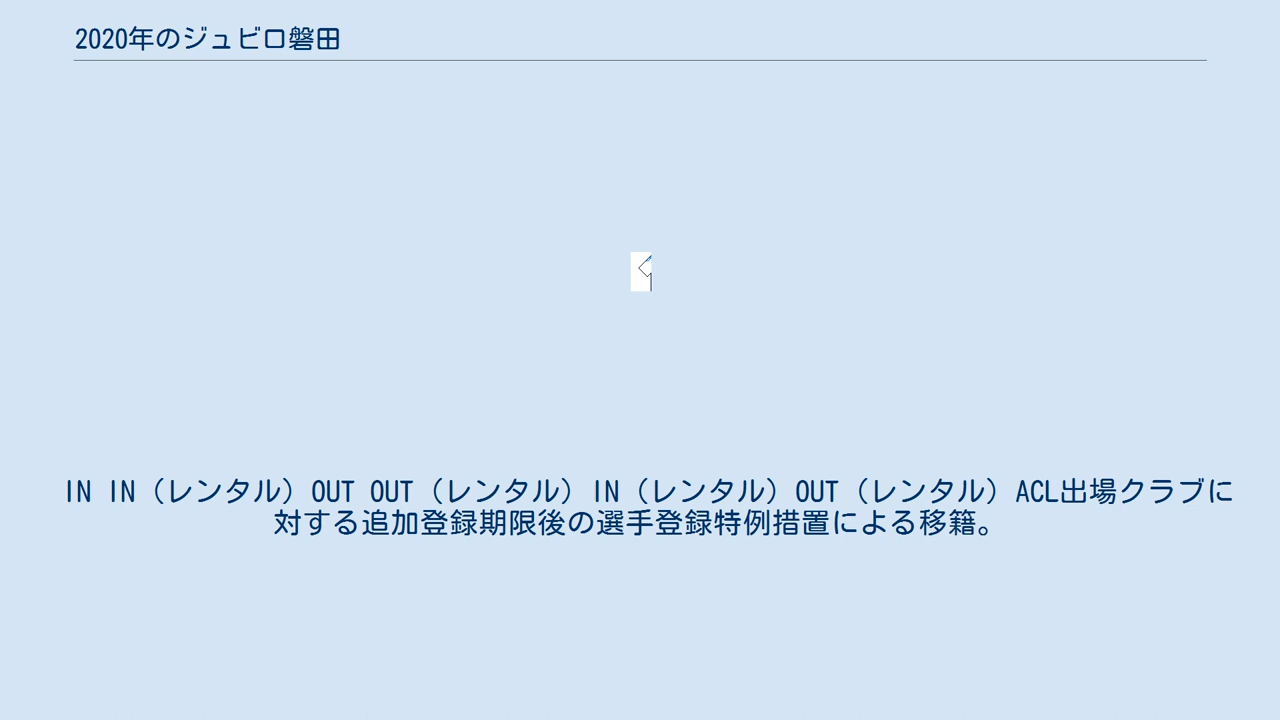 2020年のジュビロ磐田
IN IN（レンタル）OUT OUT（レンタル）IN（レンタル）OUT（レンタル）ACL出場クラブに
対する追加登録期限後の選手登録特例措置による移籍。